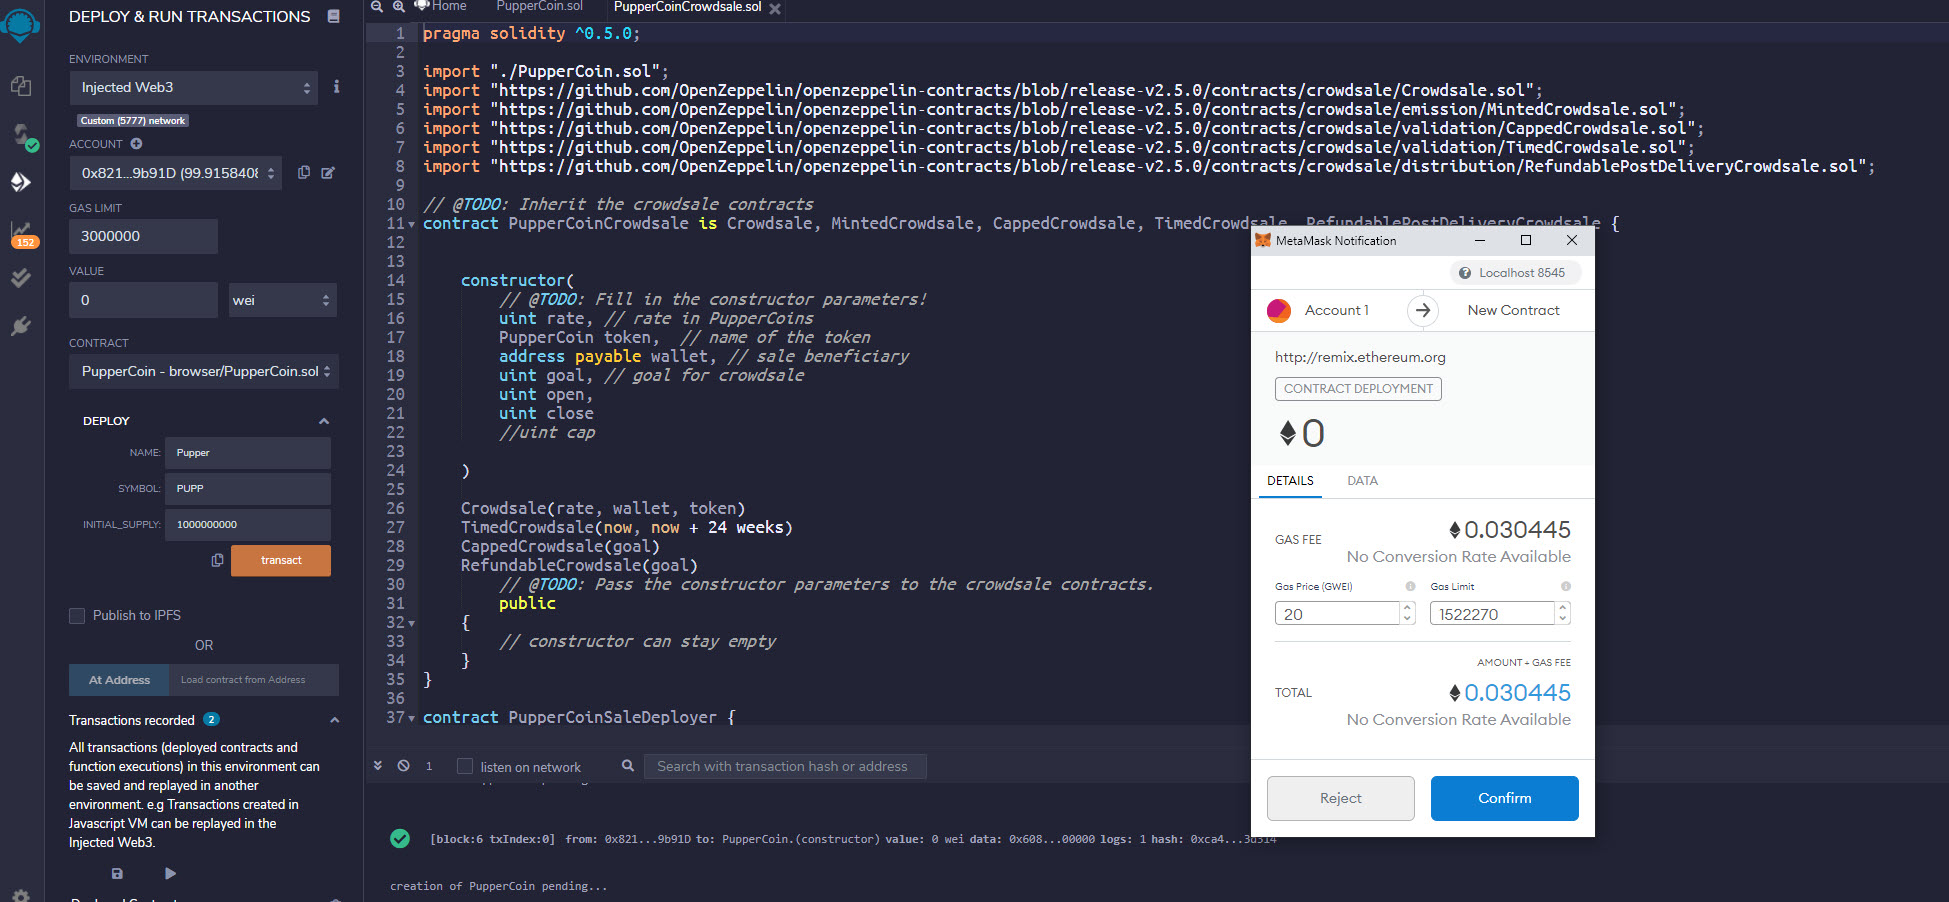 DEPLOY & RUN TRANSACTIONS
ENVIRONMENT
Injected Web3
Custom (5777) network
ACCOUNT
0x821...9b91D (99.9158408
GAS LIMIT
3000000
VALUE
0
wei
CONTRACT
PupperCoin - browser/PupperCoin.sol
DEPLOY
NAME: Pupper
SYMBOL: PUPP
INITIAL_SUPPLY: 1000000000
transact
Publish to IPFS
OR
At Address Load contract from Address
Transactions recorded 2
All transactions (deployed contracts and
function executions) in this environment can
be saved and replayed in another
environment. e.g Transactions created in
Javascript VM can be replayed in the
Injected Web3.
152
Home PupperCoin.sol PupperCoinCrowdsale.sol
1 pragma solidity ^0.5.0;
2
3 import "./PupperCoin.sol";
4 import "https://github.com/OpenZeppelin/openzeppelin-contracts/blob/release-v2.5.0/contracts/crowdsale/Crowdsale.sol";
5 import "https://github.com/OpenZeppelin/openzeppelin-contracts/blob/release-v2.5.0/contracts/crowdsale/emission/MintedCrowdsale.sol";
6 import "https://github.com/OpenZeppelin/openzeppelin-contracts/blob/release-v2.5.0/contracts/crowdsale/validation/CappedCrowdsale.sol";
7 import "https://github.com/OpenZeppelin/openzeppelin-contracts/blob/release-v2.5.0/contracts/crowdsale/validation/TimedCrowdsale.sol";
8 import "https://github.com/OpenZeppelin/openzeppelin-contracts/blob/release-v2.5.0/contracts/crowdsale/distribution/RefundablePostDeliveryCrowdsale.sol";
9
10 // @TODO: Inherit the crowdsale contracts
11 contract PupperCoinCrowdsale is Crowdsale, MintedCrowdsale, CappedCrowdsale, TimedCrowdsale, RefundablePostDeliveryCrowdsale {
12
13
14 constructor(
15 // @TODO: Fill in the constructor parameters!
16 uint rate, // rate in PupperCoins
17 PupperCoin token, // name of the token
18 address payable wallet, // sale beneficiary
19 uint goal, // goal for crowdsale
20 uint open,
21 uint close
22 //uint cap
23
24 )
25
26 Crowdsale(rate, wallet, token)
27 TimedCrowdsale(now, now + 24 weeks)
28 CappedCrowdsale(goal)
29 RefundableCrowdsale(goal)
30 // @TODO: Pass the constructor parameters to the crowdsale contracts.
31 public
32 {
33 // constructor can stay empty
34 }
35 }
36
37 contract PupperCoinSaleDeployer {
1 listen on network Search with transaction hash or address
[block:6 txIndex:0] from: 0x821...9b91D to: PupperCoin.(constructor) value: 0 wei data: 0x608...00000 logs: 1 hash: 0xca4...3d314
creation of PupperCoin pending...
MetaMask Notification
Localhost 8545
Account 1 New Contract
http://remix.ethereum.org
CONTRACT DEPLOYMENT
0
DETAILS DATA
GAS FEE 0.030445
No Conversion Rate Available
Gas Price (GWEI) Gas Limit
20 1522270
AMOUNT + GAS FEE
TOTAL 0.030445
No Conversion Rate Available
Reject Confirm